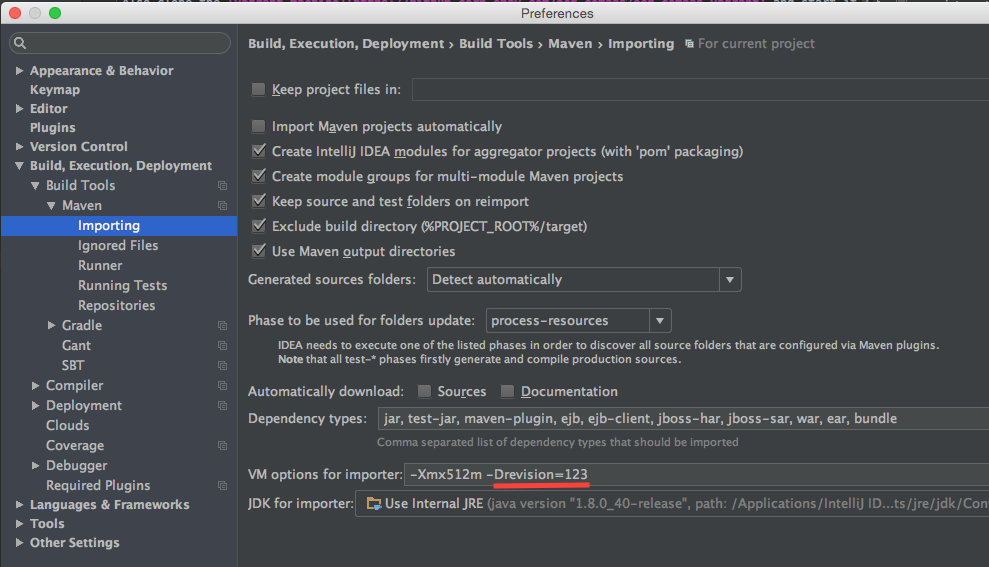 Preferences
Build, Execution, Deployment › Build Tools › Maven › Importing For current project
Appearance & Behavior
Keymap
Editor
Plugins
Version Control
Build, Execution, Deployment
Build Tools
Maven
Importing
Ignored Files
Runner
Running Tests
Repositories
Gradle
Gant
SBT
Compiler
Deployment
Clouds
Coverage
Debugger
Required Plugins
Languages & Frameworks
Tools
Other Settings
Keep project files in:
Import Maven projects automatically
Create IntelliJ IDEA modules for aggregator projects (with 'pom' packaging)
Create module groups for multi-module Maven projects
Keep source and test folders on reimport
Exclude build directory (%PROJECT_ROOT%/target)
Use Maven output directories
Generated sources folders: Detect automatically
Phase to be used for folders update: process-resources
IDEA needs to execute one of the listed phases in order to discover all source folders that are configured via Maven plugins.
Note that all test-* phases firstly generate and compile production sources.
Automatically download: Sources Documentation
Dependency types: jar, test-jar, maven-plugin, ejb, ejb-client, jboss-har, jboss-sar, war, ear, bundle
Comma separated list of dependency types that should be imported
VM options for importer: -Xmx512m -Drevision=123
JDK for importer: Use Internal JRE (java version "1.8.0_40-release", path: /Applications/IntelliJ ID...ts/jre/jdk/Con